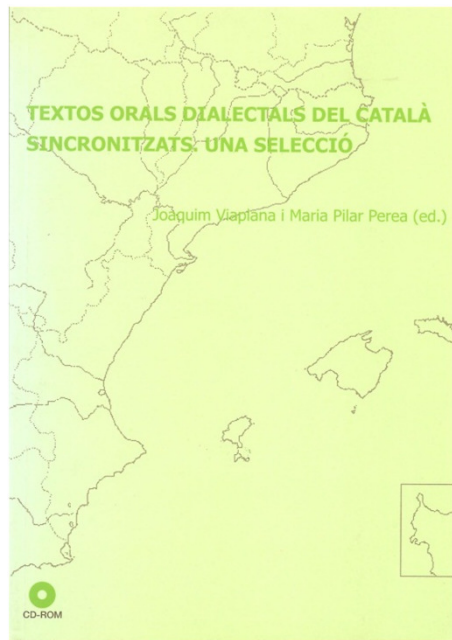 TEXTOS ORALS DIALECTALS DEL CATALÀ
SINCRONITZATS. UNA SELECCIÓ
Joaquim Viaplana i Maria Pilar Perea (ed.)
CD-ROM